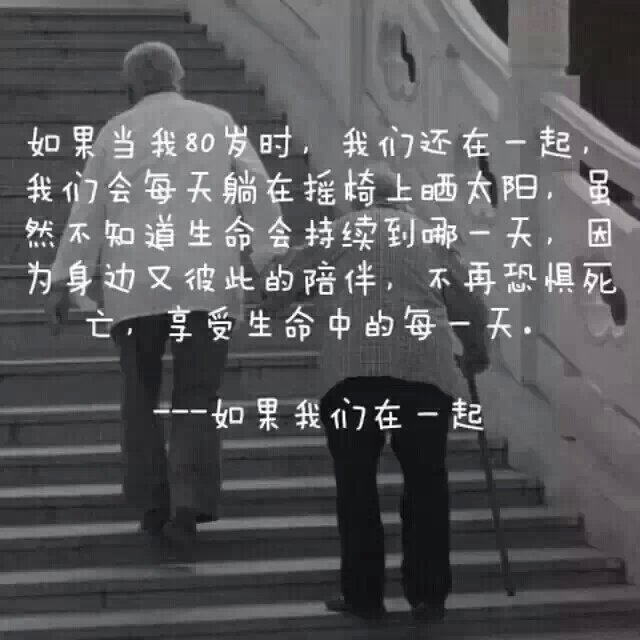 如果当我80岁时，我们还在一起，
我们会每天躺在摇椅上晒太阳，虽
然不知道生命会持续到哪一天，因
为身边又彼此的陪伴，不再恐惧死
亡，享受生命中的每一天。
---如果我们在一起